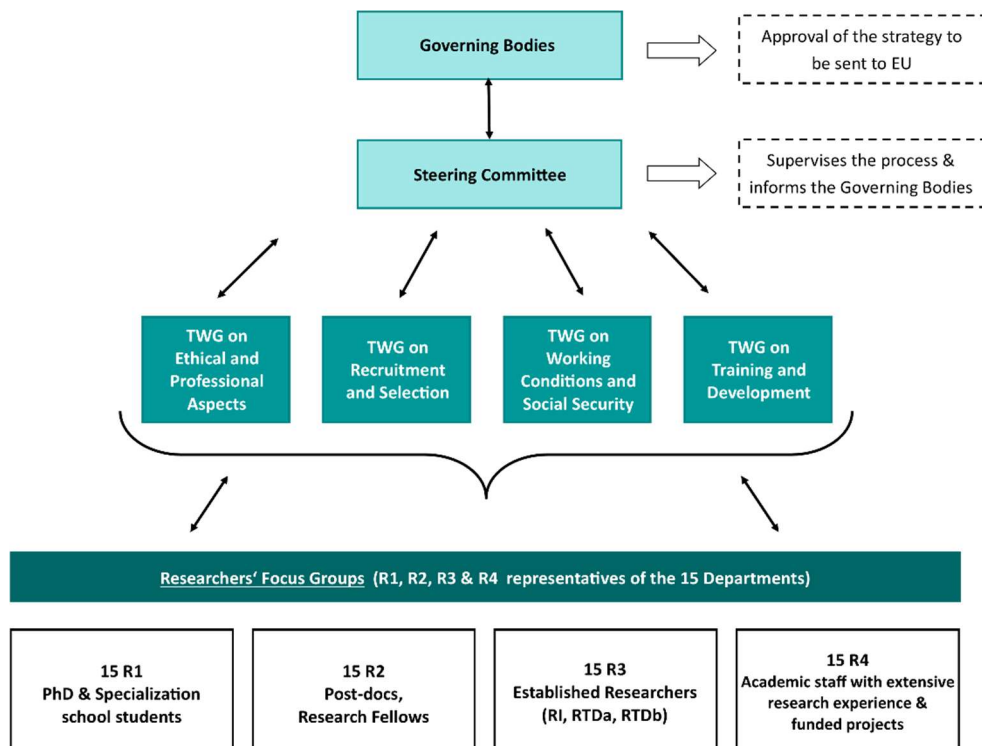 Governing Bodies
Approval of the strategy to
be sent to EU
Steering Committee
Supervises the process &
informs the Governing Bodies
TWG on
Ethical and
Professional
Aspects
TWG on
Recruitment
and Selection
TWG on
Working
Conditions and
Social Security
TWG on
Training and
Development
Researchers‘ Focus Groups (R1, R2, R3 & R4 representatives of the 15 Departments)
15 R1
PhD & Specialization
school students
15 R2
Post-docs,
Research Fellows
15 R3
Established Researchers
(RI, RTDa, RTDb)
15 R4
Academic staff with extensive
research experience &
funded projects